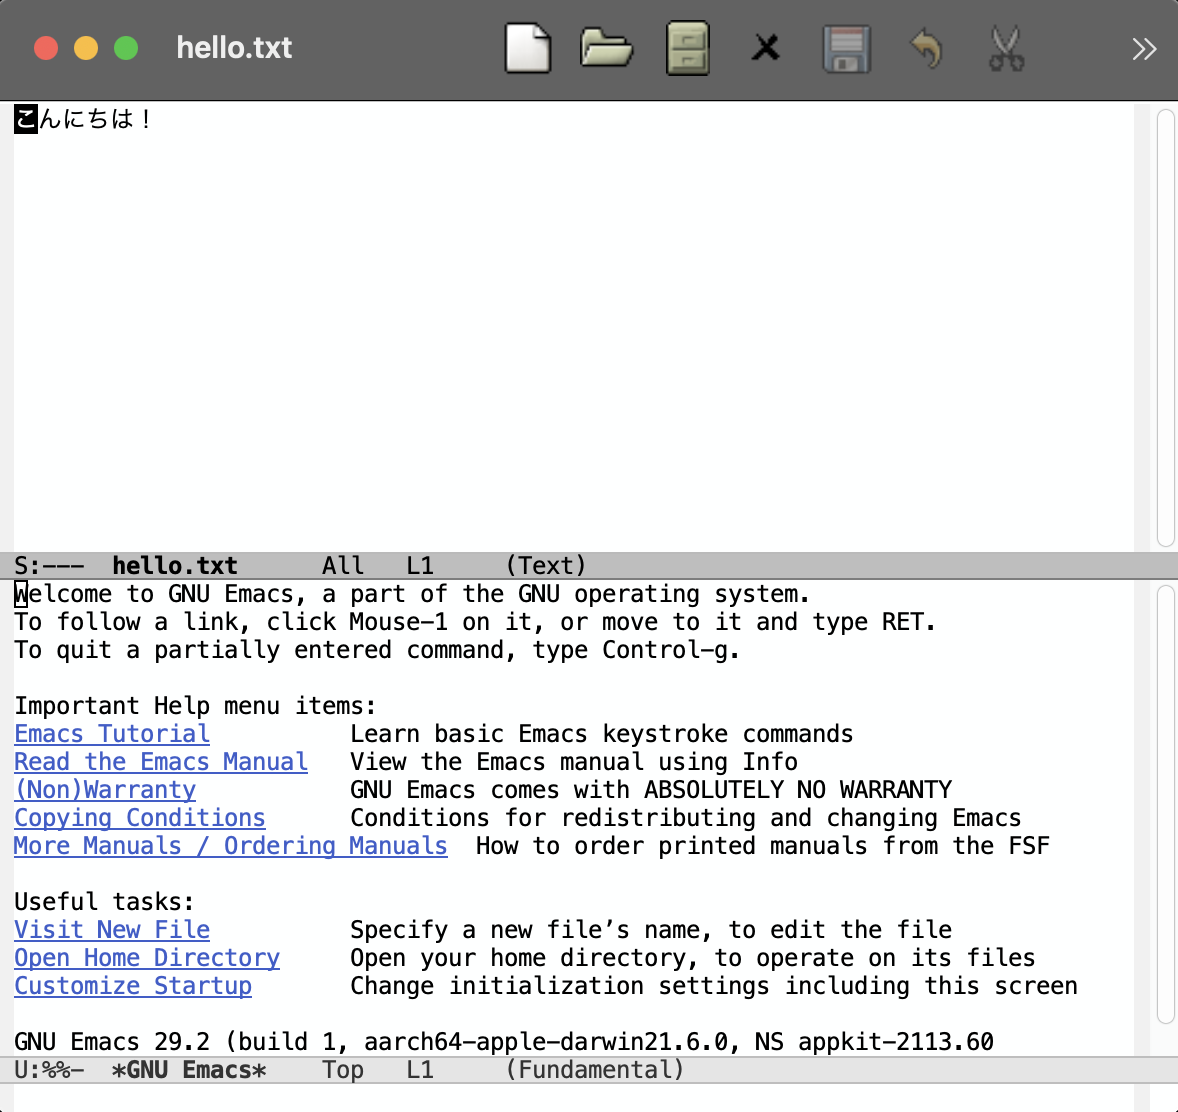 hello.txt
こんにちは！
S:--- hello.txt All L1 (Text)
Welcome to GNU Emacs, a part of the GNU operating system.
To follow a link, click Mouse-1 on it, or move to it and type RET.
To quit a partially entered command, type Control-g.
Important Help menu items:
Emacs Tutorial Learn basic Emacs keystroke commands
Read the Emacs Manual View the Emacs manual using Info
(Non)Warranty GNU Emacs comes with ABSOLUTELY NO WARRANTY
Copying Conditions Conditions for redistributing and changing Emacs
More Manuals / Ordering Manuals How to order printed manuals from the FSF
Useful tasks:
Visit New File Specify a new file’s name, to edit the file
Open Home Directory Open your home directory, to operate on its files
Customize Startup Change initialization settings including this screen
GNU Emacs 29.2 (build 1, aarch64-apple-darwin21.6.0, NS appkit-2113.60
U:%%- *GNU Emacs* Top L1 (Fundamental)